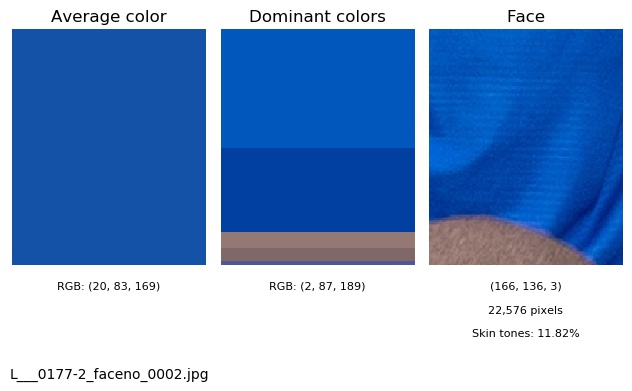 Average color
Dominant colors
Face
RGB: (20, 83, 169)
RGB: (2, 87, 189)
(166, 136, 3)
22,576 pixels
Skin tones: 11.82%
L___0177-2_faceno_0002.jpg